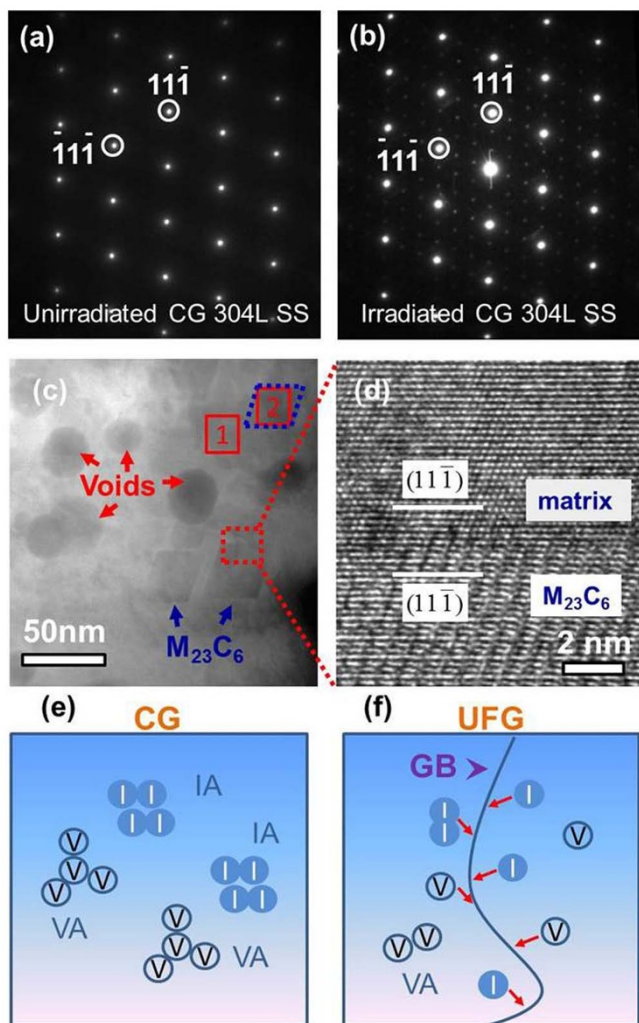 (a)
111̄
1̄11̄
Unirradiated CG 304L SS
(b)
111̄
1̄11̄
Irradiated CG 304L SS
(c)
1
2
Voids
M₂₃C₆
50nm
(d)
(111̄)
matrix
(111̄)
M₂₃C₆
2 nm
(e)
CG
I I
I I
IA
IA
I I
I I
V
V
V V
VA
V
V
V V
VA
(f)
UFG
GB
I
I
I
V
I
V
V
V V
VA
I